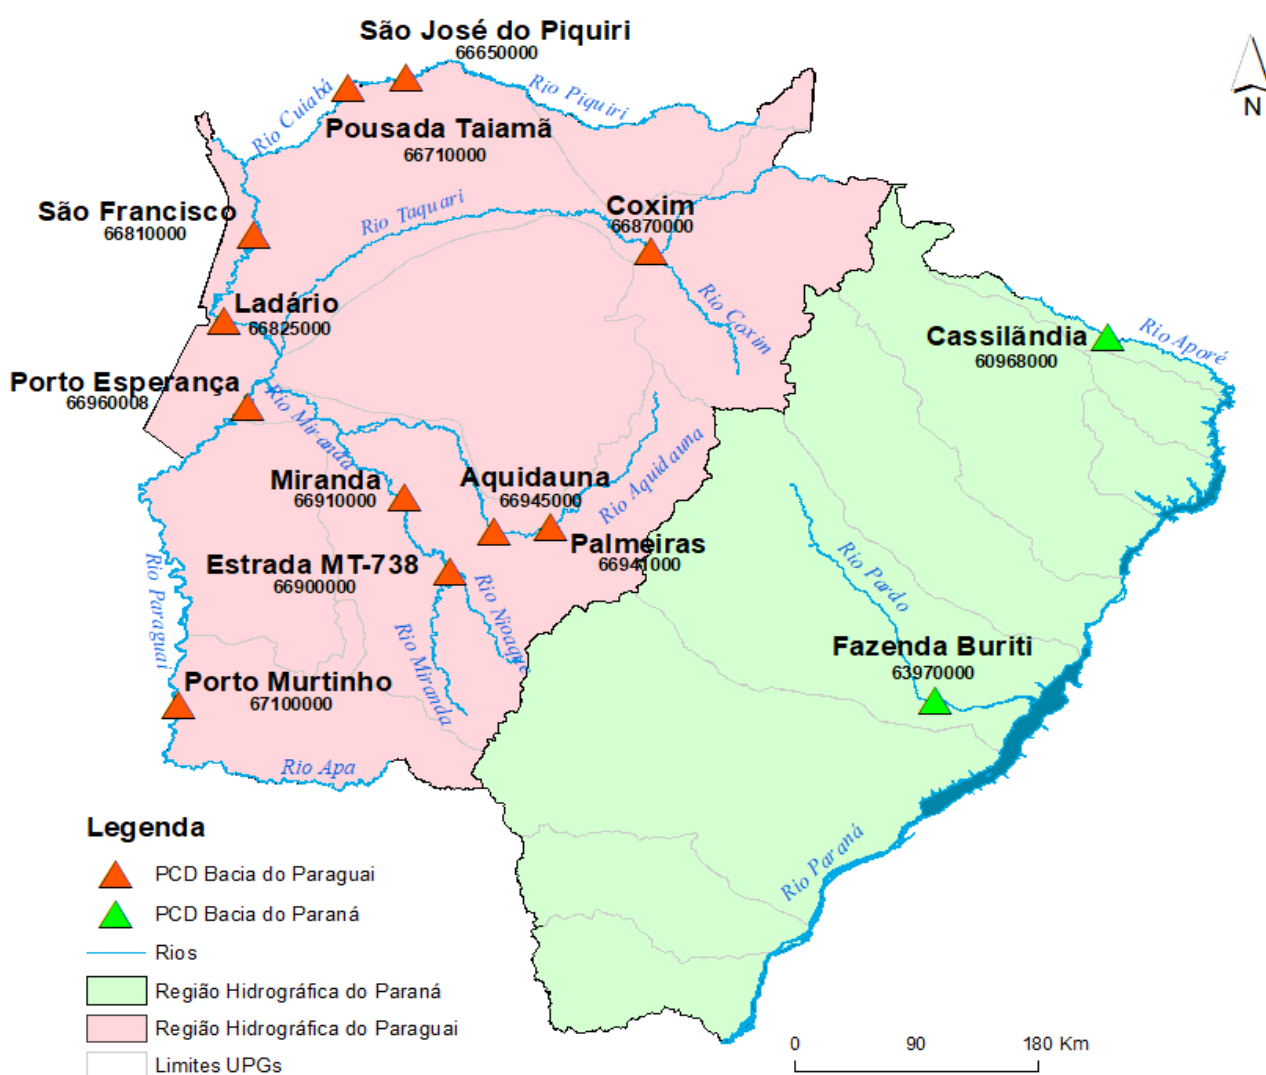 São José do Piquiri
66650000
Rio Cuiabá
Rio Piquiri
N
Pousada Taiamã
66710000
São Francisco
66810000
Rio Taquari
Coxim
66870000
Ladário
66825000
Rio Coxim
Cassilândia
60968000
Rio Aporé
Porto Esperança
66960008
Rio Miranda
Miranda
66910000
Aquidauna
66945000
Rio Aquidauna
Palmeiras
66941000
Estrada MT-738
66900000
Rio Nioaque
Rio Pardo
Rio Paraguai
Rio Miranda
Fazenda Buriti
63970000
Porto Murtinho
67100000
Rio Apa
Rio Paraná
Legenda
PCD Bacia do Paraguai
PCD Bacia do Paraná
Rios
Região Hidrográfica do Paraná
Região Hidrográfica do Paraguai
Limites UPGs
0 90 180 Km